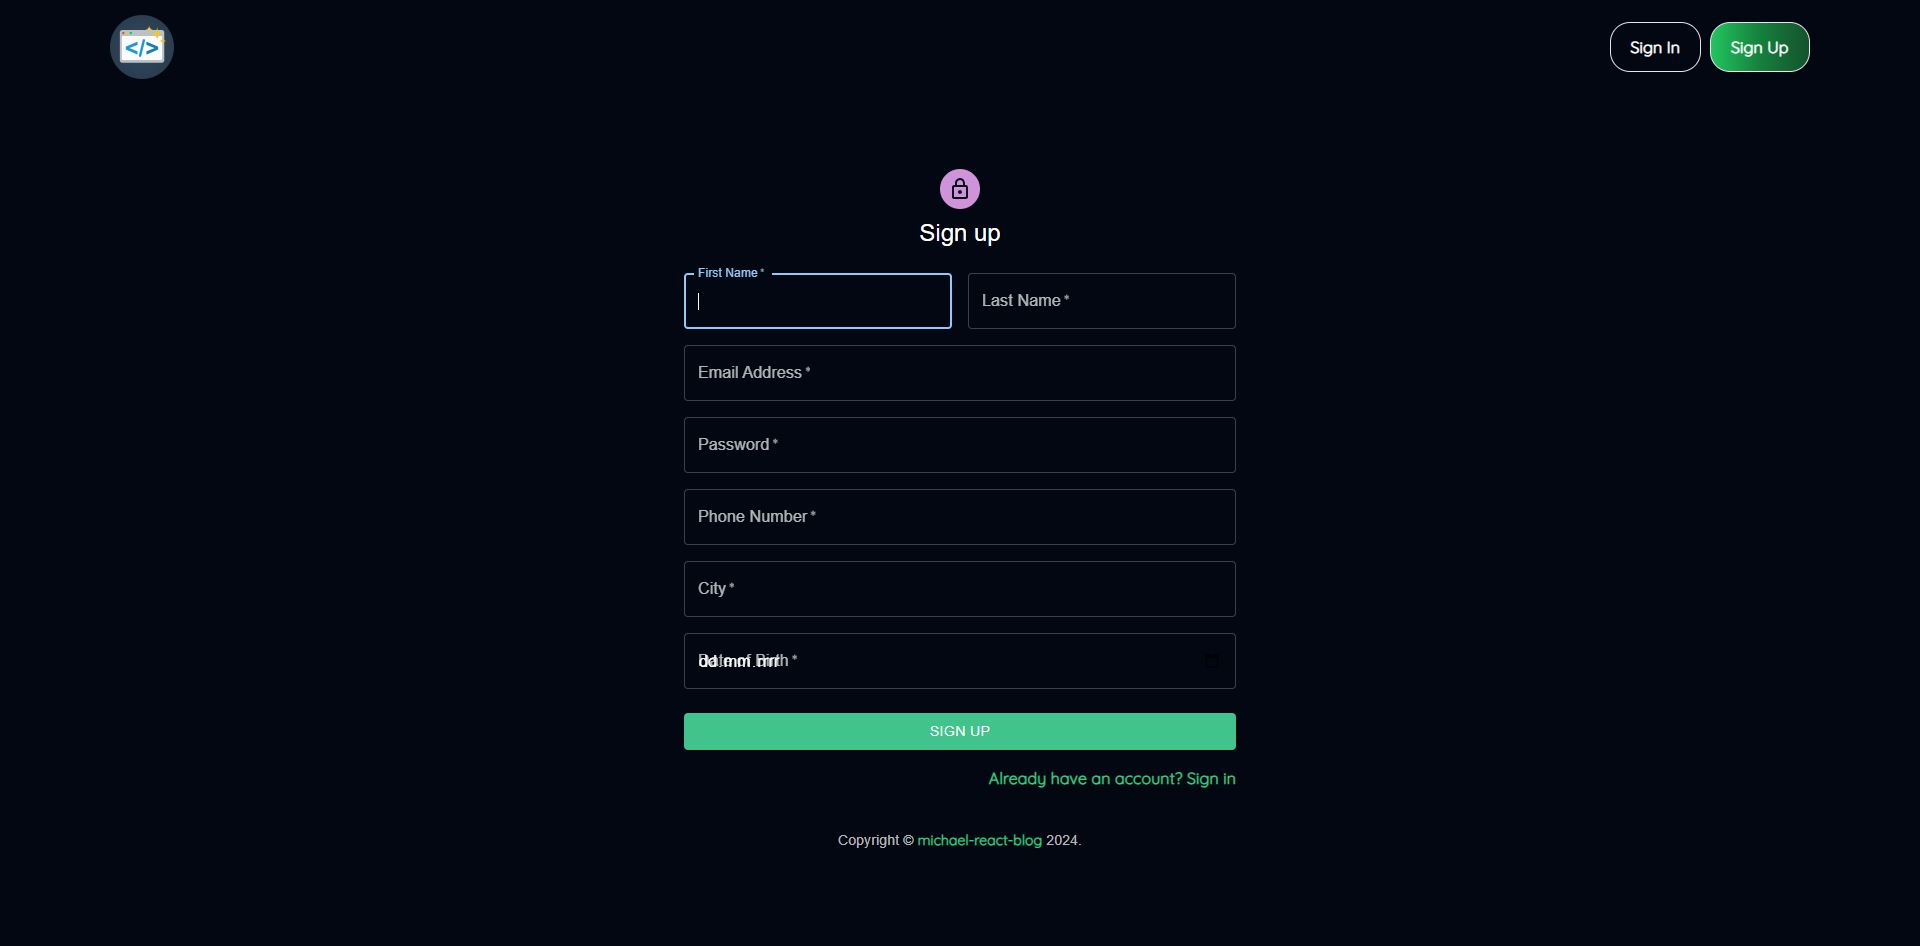 </>
Sign In
Sign Up
Sign up
First Name *
Last Name *
Email Address *
Password *
Phone Number *
City *
Date of Birth *
SIGN UP
Already have an account? Sign in
Copyright © michael-react-blog 2024.